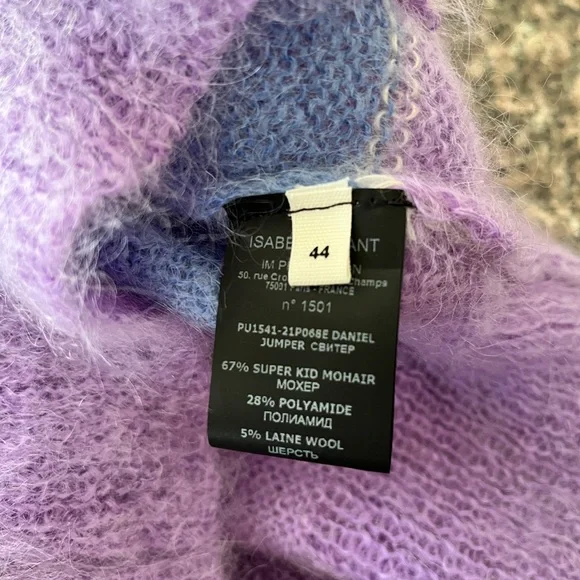 44
ISABE ANT
IM P N
50, rue Cro Champs
75001 Paris - FRANCE
n° 1501
PU1541-21P068E DANIEL
JUMPER СВИТЕР
67% SUPER KID MOHAIR
МОХЕР
28% POLYAMIDE
ПОЛИАМИД
5% LAINE WOOL
ШЕРСТЬ